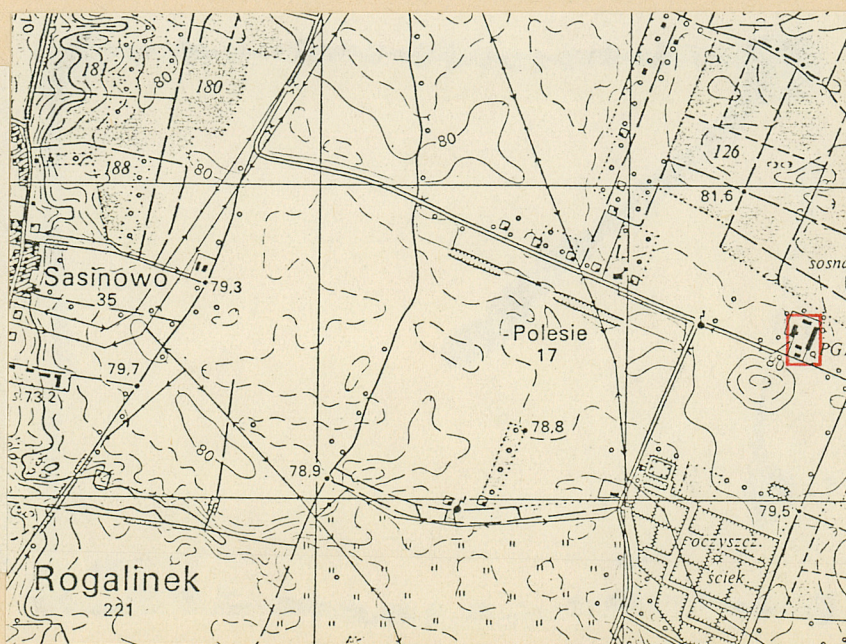 181
80
180
126
188
80
80
81,6
sosna
Sasinowo
35
79,3
Polesie
17
PG
80
79,7
s.73,2
80
78,8
78,9
79,5
oczyszcz.
ściek.
Rogalinek
221